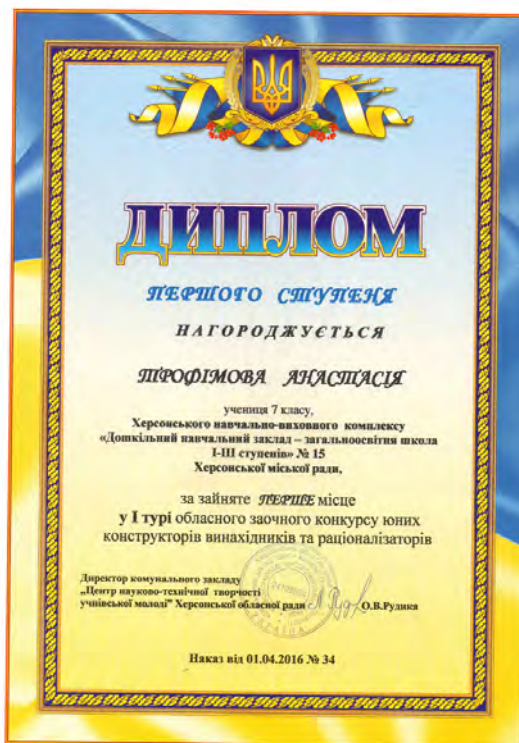 ДИПЛОМ
ПЕРШОГО СТУПЕНЯ
НАГОРОДЖУЄТЬСЯ
ТРОФІМОВА АНАСТАСІЯ
учениця 7 класу,
Херсонського навчально-виховного комплексу
«Дошкільний навчальний заклад – загальноосвітня школа
І-ІІІ ступенів» № 15
Херсонської міської ради,
за зайняте ПЕРШЕ місце
у І турі обласного заочного конкурсу юних
конструкторів винахідників та раціоналізаторів
Директор комунального закладу
„Центр науково-технічної творчості
учнівської молоді" Херсонської обласної ради О.В.Рудика
УКРАЇНА
Наказ від 01.04.2016 № 34